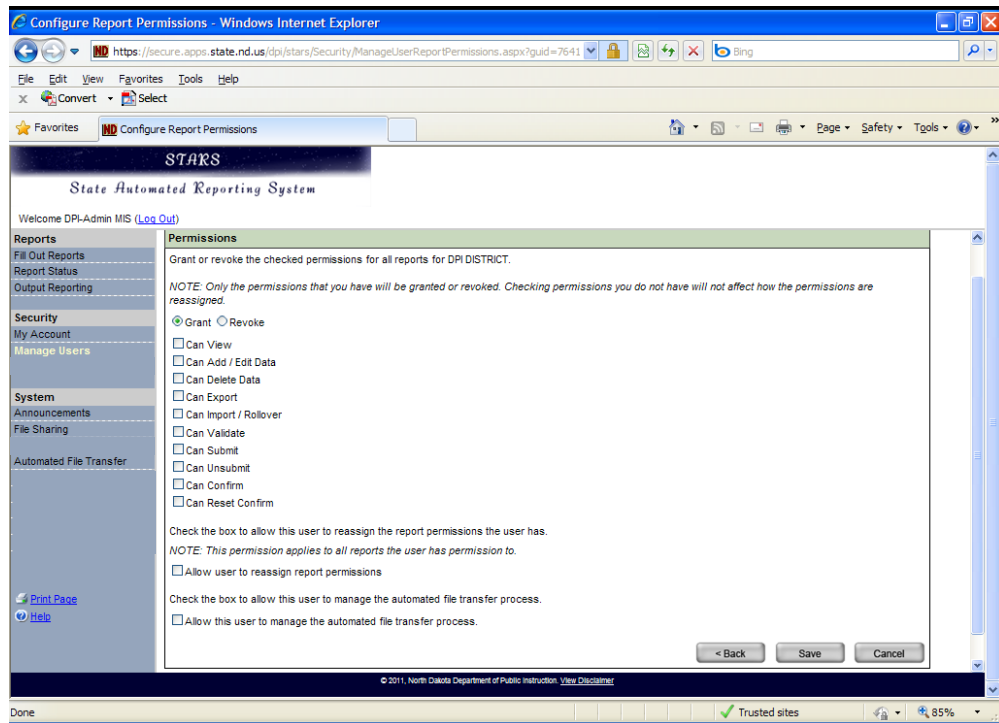 Configure Report Permissions - Windows Internet Explorer
ND https://secure.apps.state.nd.us/dpi/stars/Security/ManageUserReportPermissions.aspx?guid=7641 Bing
File Edit View Favorites Tools Help
x Convert Select
Favorites ND Configure Report Permissions Page Safety Tools »
STARS
State Automated Reporting System
Welcome DPI-Admin MIS (Log Out)
Reports
Fill Out Reports
Report Status
Output Reporting
Security
My Account
Manage Users
System
Announcements
File Sharing
Automated File Transfer
Print Page
Help
Permissions
Grant or revoke the checked permissions for all reports for DPI DISTRICT.
NOTE: Only the permissions that you have will be granted or revoked. Checking permissions you do not have will not affect how the permissions are
reassigned.
Grant Revoke
Can View
Can Add / Edit Data
Can Delete Data
Can Export
Can Import / Rollover
Can Validate
Can Submit
Can Unsubmit
Can Confirm
Can Reset Confirm
Check the box to allow this user to reassign the report permissions the user has.
NOTE: This permission applies to all reports the user has permission to.
Allow user to reassign report permissions
Check the box to allow this user to manage the automated file transfer process.
Allow this user to manage the automated file transfer process.
< Back Save Cancel
© 2011, North Dakota Department of Public Instruction. View Disclaimer
Done Trusted sites 85%